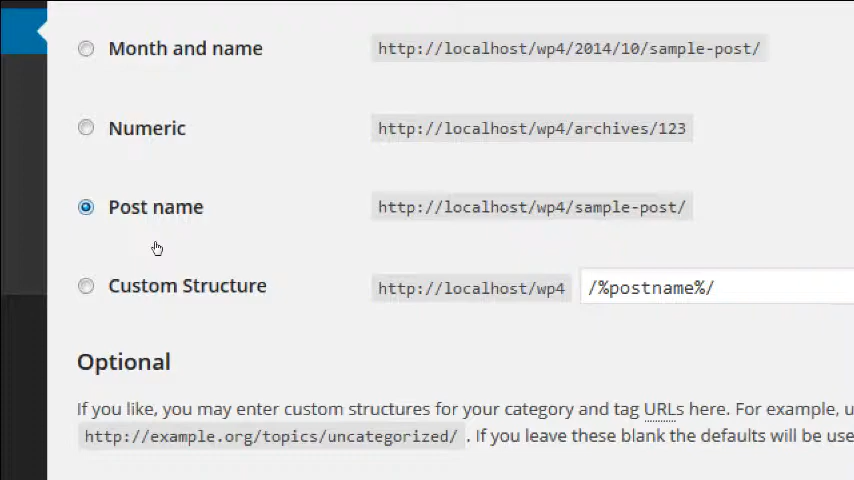 Month and name http://localhost/wp4/2014/10/sample-post/
Numeric http://localhost/wp4/archives/123
Post name http://localhost/wp4/sample-post/
Custom Structure http://localhost/wp4 /%postname%/
Optional
If you like, you may enter custom structures for your category and tag URLs here. For example,
http://example.org/topics/uncategorized/ . If you leave these blank the defaults will be